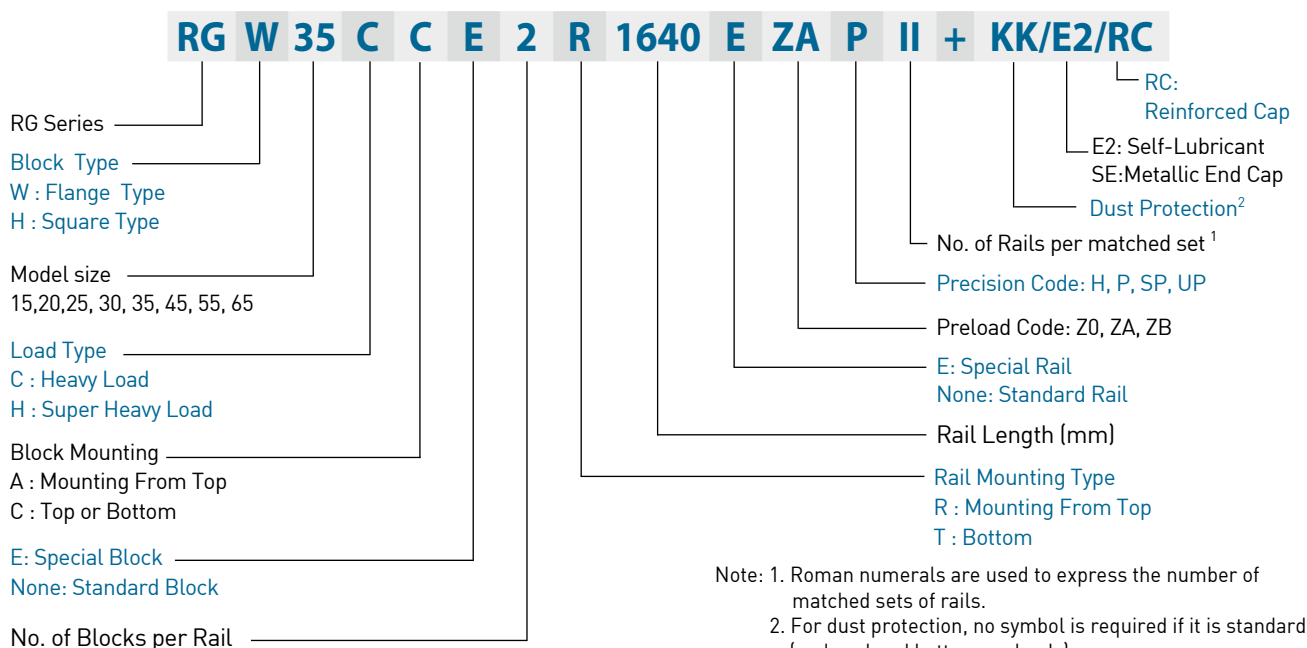 RG W 35 C C E 2 R 1640 E ZA P II + KK/E2/RC
RG Series
Block Type
W : Flange Type
H : Square Type
Model size
15,20,25, 30, 35, 45, 55, 65
Load Type
C : Heavy Load
H : Super Heavy Load
Block Mounting
A : Mounting From Top
C : Top or Bottom
E: Special Block
None: Standard Block
No. of Blocks per Rail
RC:
Reinforced Cap
E2: Self-Lubricant
SE:Metallic End Cap
Dust Protection2
No. of Rails per matched set 1
Precision Code: H, P, SP, UP
Preload Code: Z0, ZA, ZB
E: Special Rail
None: Standard Rail
Rail Length (mm)
Rail Mounting Type
R : Mounting From Top
T : Bottom
Note: 1. Roman numerals are used to express the number of
matched sets of rails.
2. For dust protection, no symbol is required if it is standard